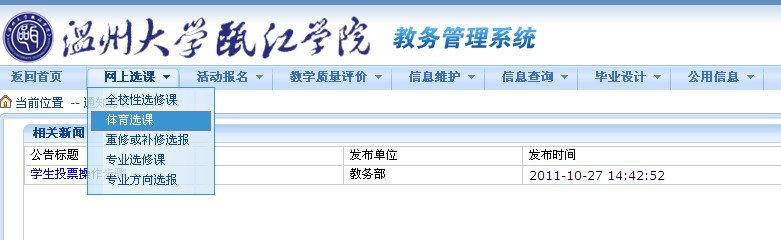 温州大学瓯江学院 教务管理系统
返回首页 网上选课 活动报名 教学质量评价 信息维护 信息查询 毕业设计 公用信息
当前位置 -- 通知
全校性选修课
体育选课
重修或补修选报
专业选修课
专业方向选报
相关新闻
公告标题 发布单位 发布时间
学生投票操作 教务部 2011-10-27 14:42:52